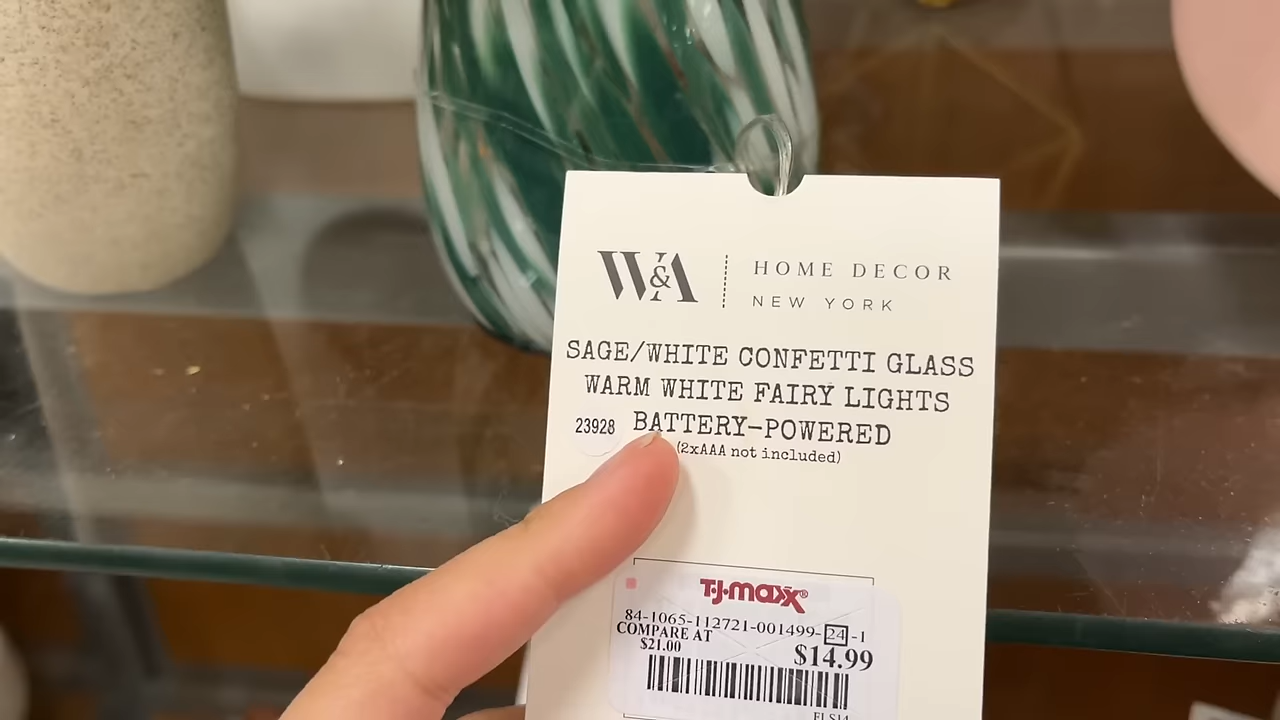 W&A HOME DECOR
NEW YORK
SAGE/WHITE CONFETTI GLASS
WARM WHITE FAIRY LIGHTS
23928 BATTERY-POWERED
(2xAAA not included)
T.J.maxx®
84-1065-112721-001499-24-1
COMPARE AT
$21.00 $14.99